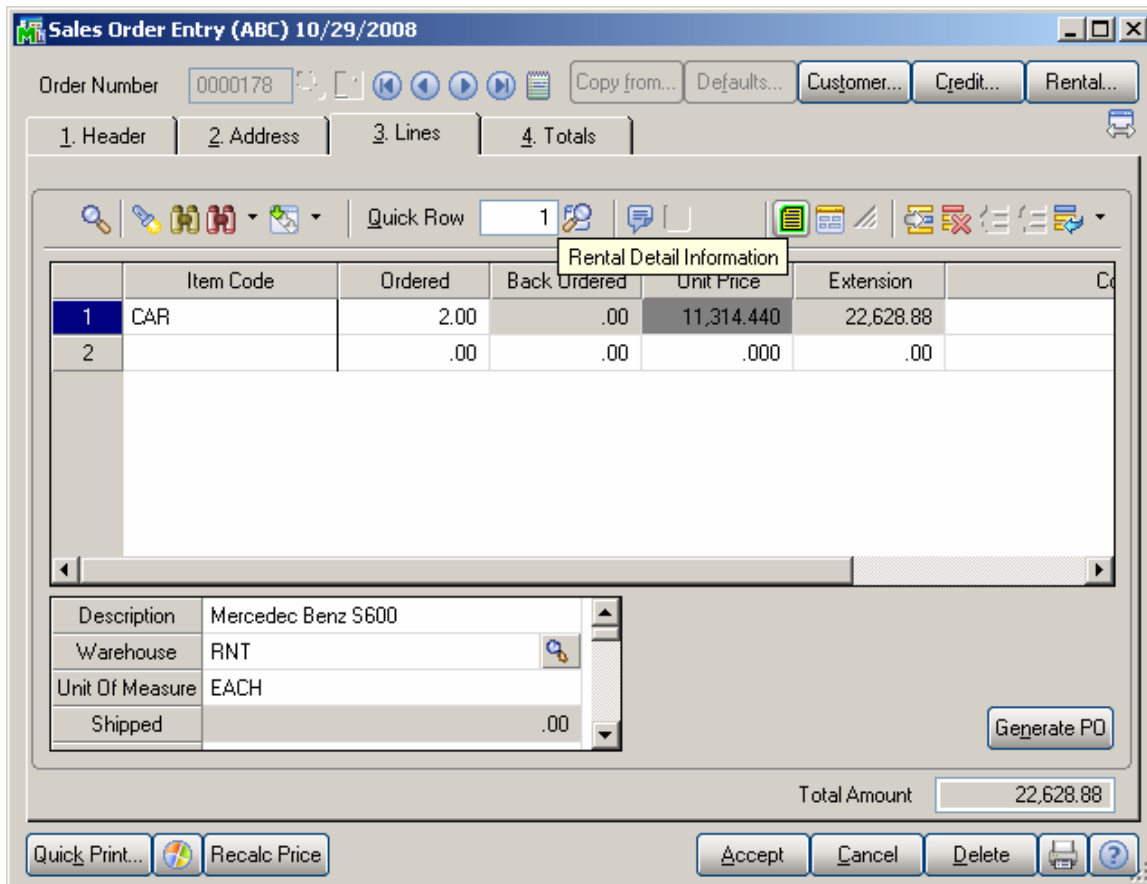 Sales Order Entry (ABC) 10/29/2008
Order Number 0000178 Copy from... Defaults... Customer... Credit... Rental...
1. Header 2. Address 3. Lines 4. Totals
Quick Row 1
Rental Detail Information
Item Code Ordered Back Ordered Unit Price Extension
1 CAR 2.00 .00 11,314.440 22,628.88
2 .00 .00 .000 .00
Description Mercedec Benz S600
Warehouse RNT
Unit Of Measure EACH
Shipped .00
Generate PO
Total Amount 22,628.88
Quick Print... Recalc Price Accept Cancel Delete